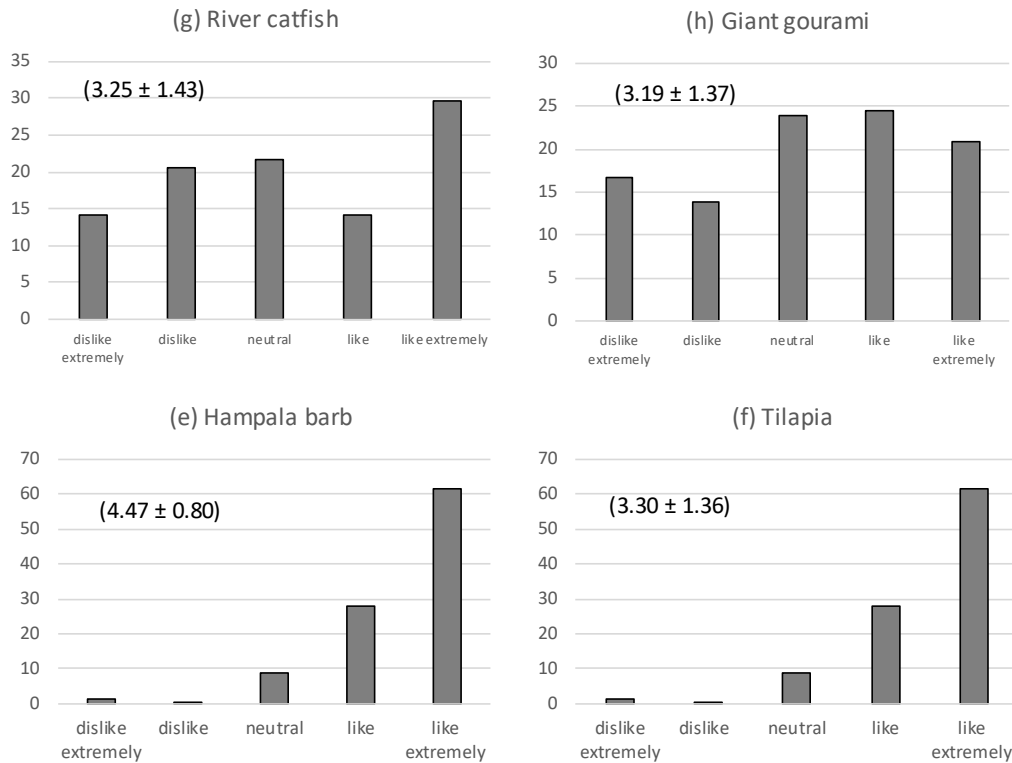 (g) River catfish
(3.25 ± 1.43)
35
30
25
20
15
10
5
0
dislike extremely
dislike
neutral
like
like extremely
(h) Giant gourami
(3.19 ± 1.37)
30
25
20
15
10
5
0
dislike extremely
dislike
neutral
like
like extremely
(e) Hampala barb
(4.47 ± 0.80)
70
60
50
40
30
20
10
0
dislike extremely
dislike
neutral
like
like extremely
(f) Tilapia
(3.30 ± 1.36)
70
60
50
40
30
20
10
0
dislike extremely
dislike
neutral
like
like extremely